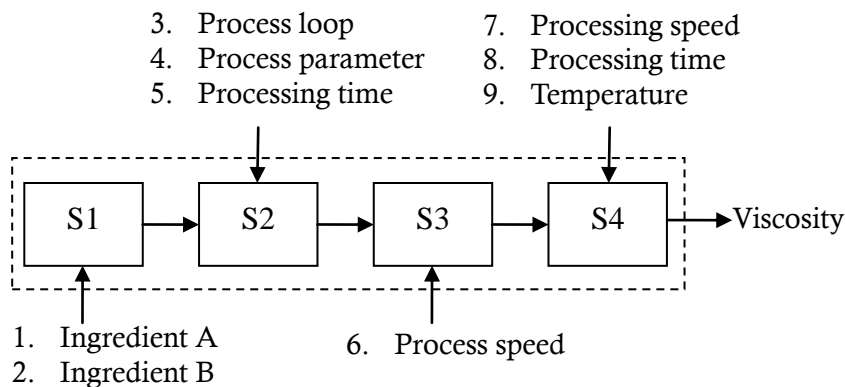 3. Process loop
4. Process parameter
5. Processing time
7. Processing speed
8. Processing time
9. Temperature
S1
S2
S3
S4
Viscosity
1. Ingredient A
2. Ingredient B
6. Process speed